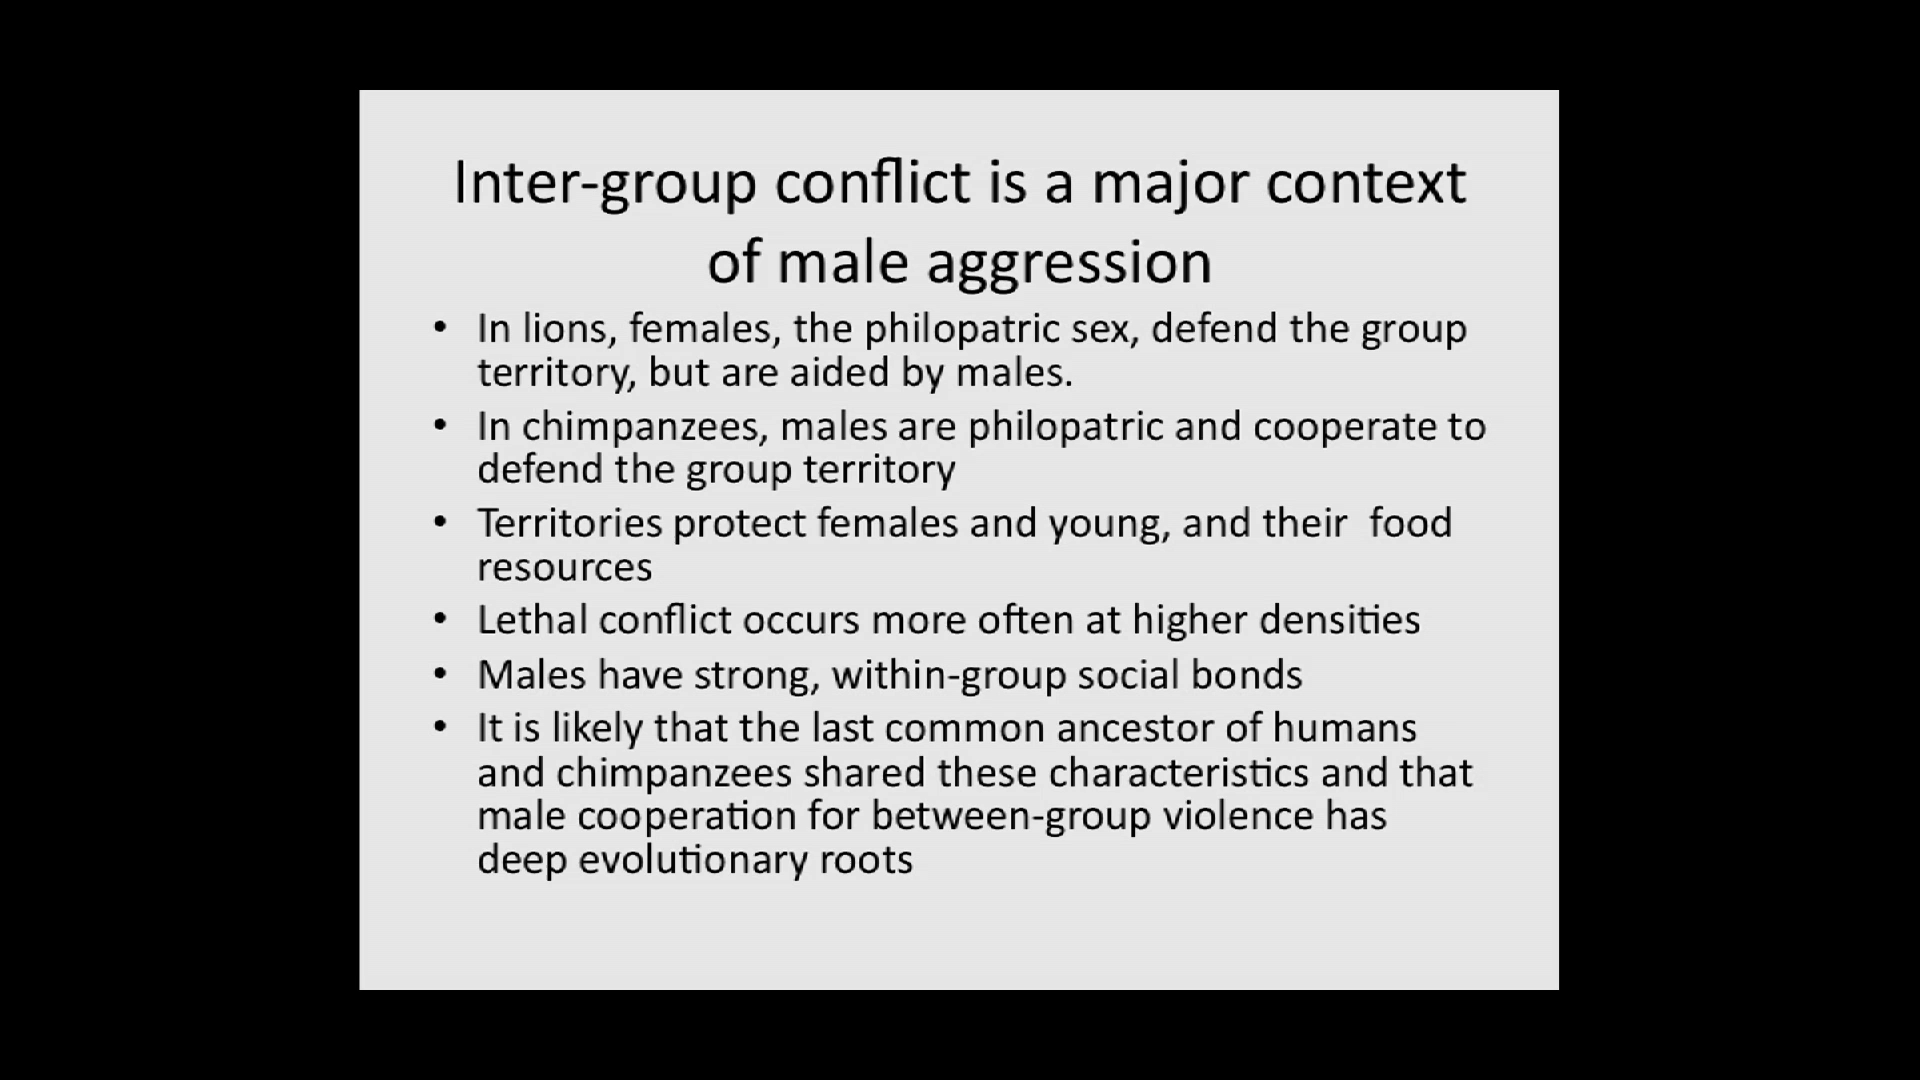 Inter-group conflict is a major context
of male aggression
• In lions, females, the philopatric sex, defend the group
territory, but are aided by males.
• In chimpanzees, males are philopatric and cooperate to
defend the group territory
• Territories protect females and young, and their  food
resources
• Lethal conflict occurs more often at higher densities
• Males have strong, within-group social bonds
• It is likely that the last common ancestor of humans
and chimpanzees shared these characteristics and that
male cooperation for between-group violence has
deep evolutionary roots